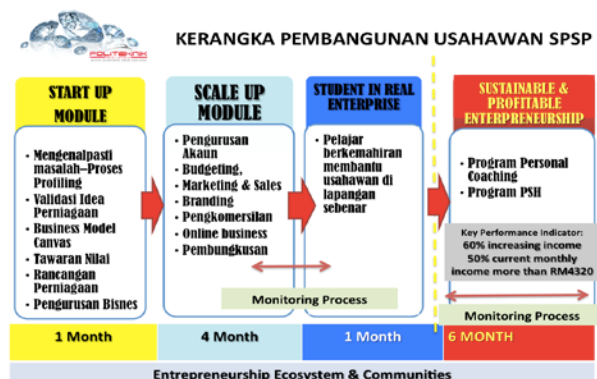 POLITEKNIK
KERANGKA PEMBANGUNAN USAHAWAN SPSP
START UP
MODULE
• Mengenalpasti
masalah–Proses
Profiling
• Validasi Idea
Perniagaan
• Business Model
Canvas
• Tawaran Nilai
• Rancangan
Perniagaan
• Pengurusan Bisnes
SCALE UP
MODULE
• Pengurusan
Akaun
• Budgeting,
• Marketing & Sales
• Branding
• Pengkomersilan
• Online business
• Pembungkusan
STUDENT IN REAL
ENTERPRISE
• Pelajar
berkemahiran
membantu
usahawan di
lapangan
sebenar
SUSTAINABLE &
PROFITABLE
ENTERPRENEURSHIP
• Program Personal
Coaching
• Program PSH
Key Performance Indicator:
60% increasing income
50% current monthly
income more than RM4320
Monitoring Process
Monitoring Process
1 Month
4 Month
1 Month
6 MONTH
Entrepreneurship Ecosystem & Communities